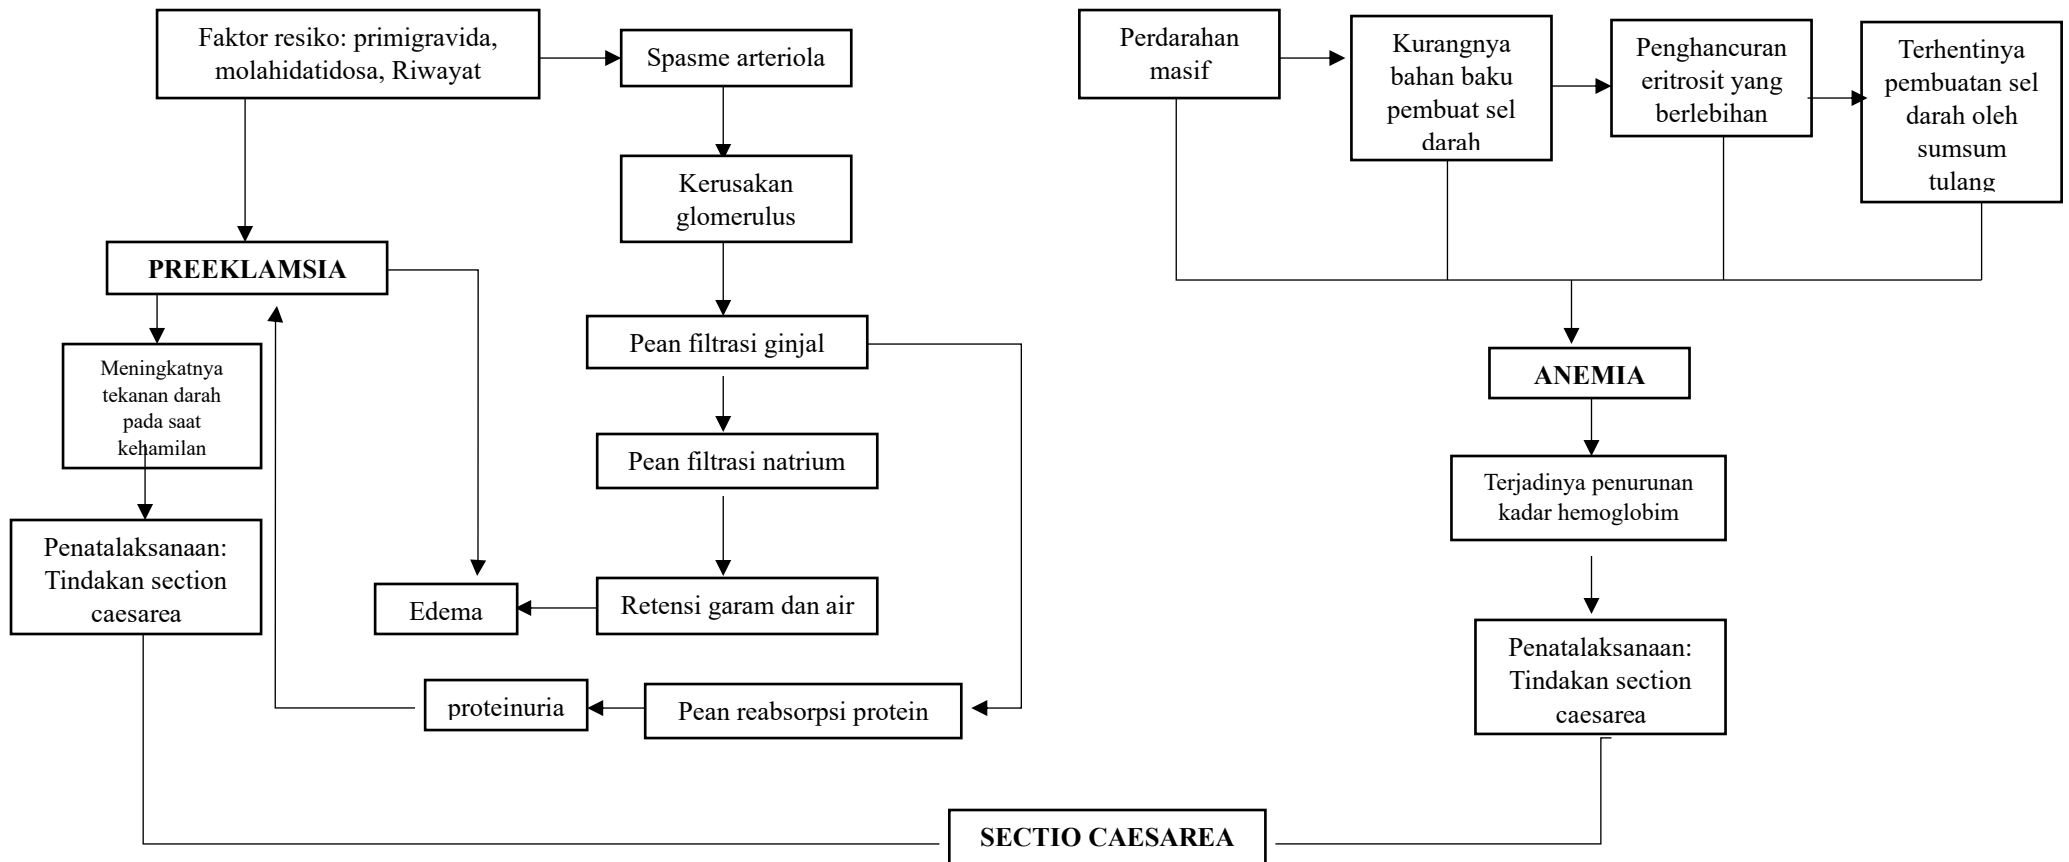 Faktor resiko: primigravida,
molahidatidosa, Riwayat
Spasme arteriola
Kerusakan
glomerulus
PREEKLAMSIA
Pean filtrasi ginjal
Meningkatnya
tekanan darah
pada saat
kehamilan
Pean filtrasi natrium
Penatalaksanaan:
Tindakan section
caesarea
Edema
Retensi garam dan air
proteinuria
Pean reabsorpsi protein
Perdarahan
masif
Kurangnya
bahan baku
pembuat sel
darah
Penghancuran
eritrosit yang
berlebihan
Terhentinya
pembuatan sel
darah oleh
sumsum
tulang
ANEMIA
Terjadinya penurunan
kadar hemoglobim
Penatalaksanaan:
Tindakan section
caesarea
SECTIO CAESAREA